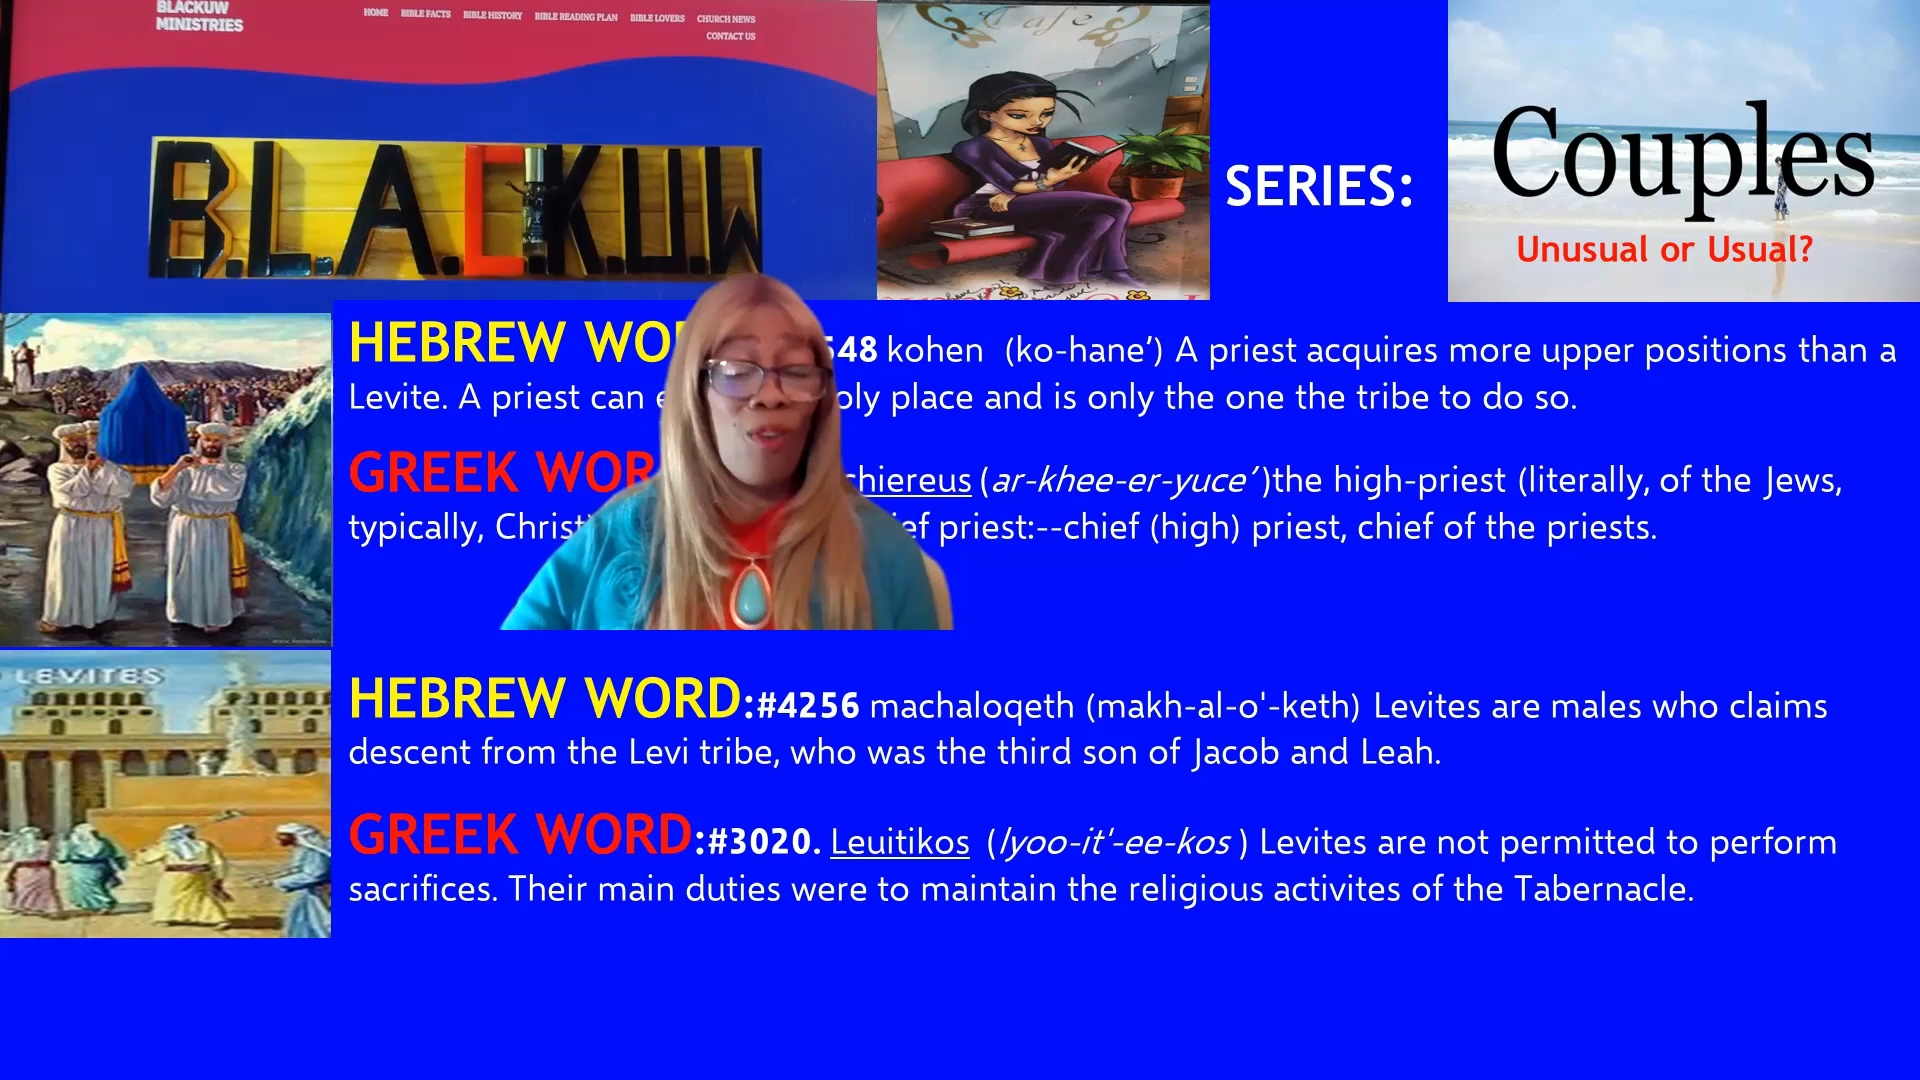 BLACKUW
MINISTRIES
HOME BIBLE FACTS BIBLE HISTORY BIBLE READING PLAN BIBLE LOVERS CHURCH NEWS
CONTACT US
B.L.A.C.K.U.W
Cafe
SERIES:
Couples
Unusual or Usual?
HEBREW WO 548 kohen (ko-hane’) A priest acquires more upper positions than a
Levite. A priest can oly place and is only the one the tribe to do so.
GREEK WOR chiereus (ar-khee-er-yuce’)the high-priest (literally, of the Jews,
typically, Christ ef priest:--chief (high) priest, chief of the priests.
LEVITES
HEBREW WORD:#4256 machaloqeth (makh-al-o'-keth) Levites are males who claims
descent from the Levi tribe, who was the third son of Jacob and Leah.
GREEK WORD:#3020. Leuitikos (lyoo-it'-ee-kos ) Levites are not permitted to perform
sacrifices. Their main duties were to maintain the religious activites of the Tabernacle.